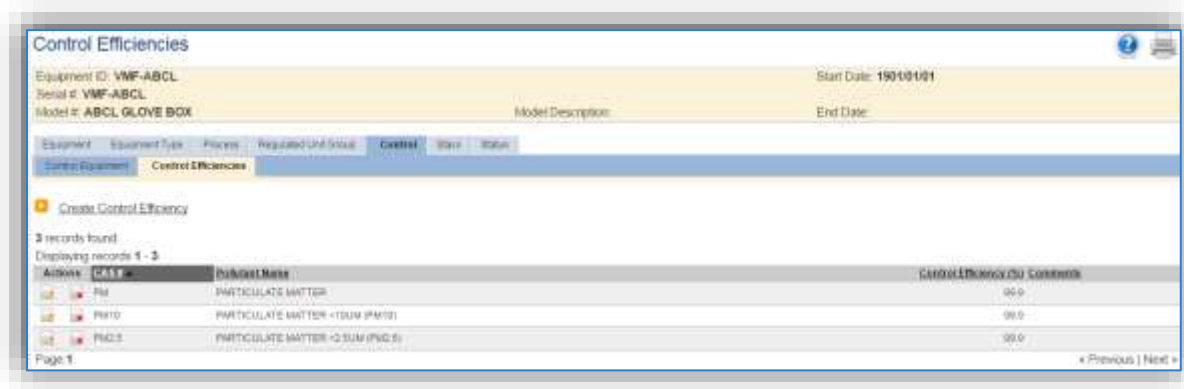 Control Efficiencies
Equipment ID: VMF-ABCL Start Date: 1901/01/01
Serial #: VMF-ABCL
Model #: ABCL GLOVE BOX Model Description: End Date:
Equipment Equipment Type Process Regulated Unit Group Control Stack Status
Control Equipment Control Efficiencies
Create Control Efficiency
3 records found
Displaying records 1 - 3
Actions CAS # Pollutant Name Control Efficiency (%) Comments
PM PARTICULATE MATTER 99.9
PM10 PARTICULATE MATTER <10UM (PM10) 99.9
PM2.5 PARTICULATE MATTER <2.5UM (PM2.5) 99.9
Page 1 « Previous | Next »